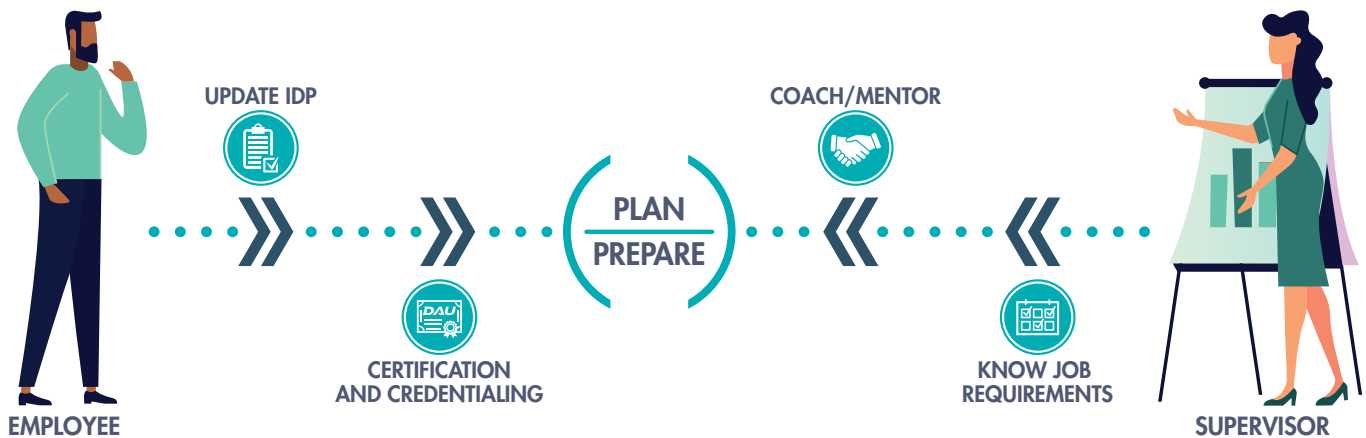 UPDATE IDP
COACH/MENTOR
PLAN
PREPARE
DAU
CERTIFICATION
AND CREDENTIALING
KNOW JOB
REQUIREMENTS
EMPLOYEE
SUPERVISOR